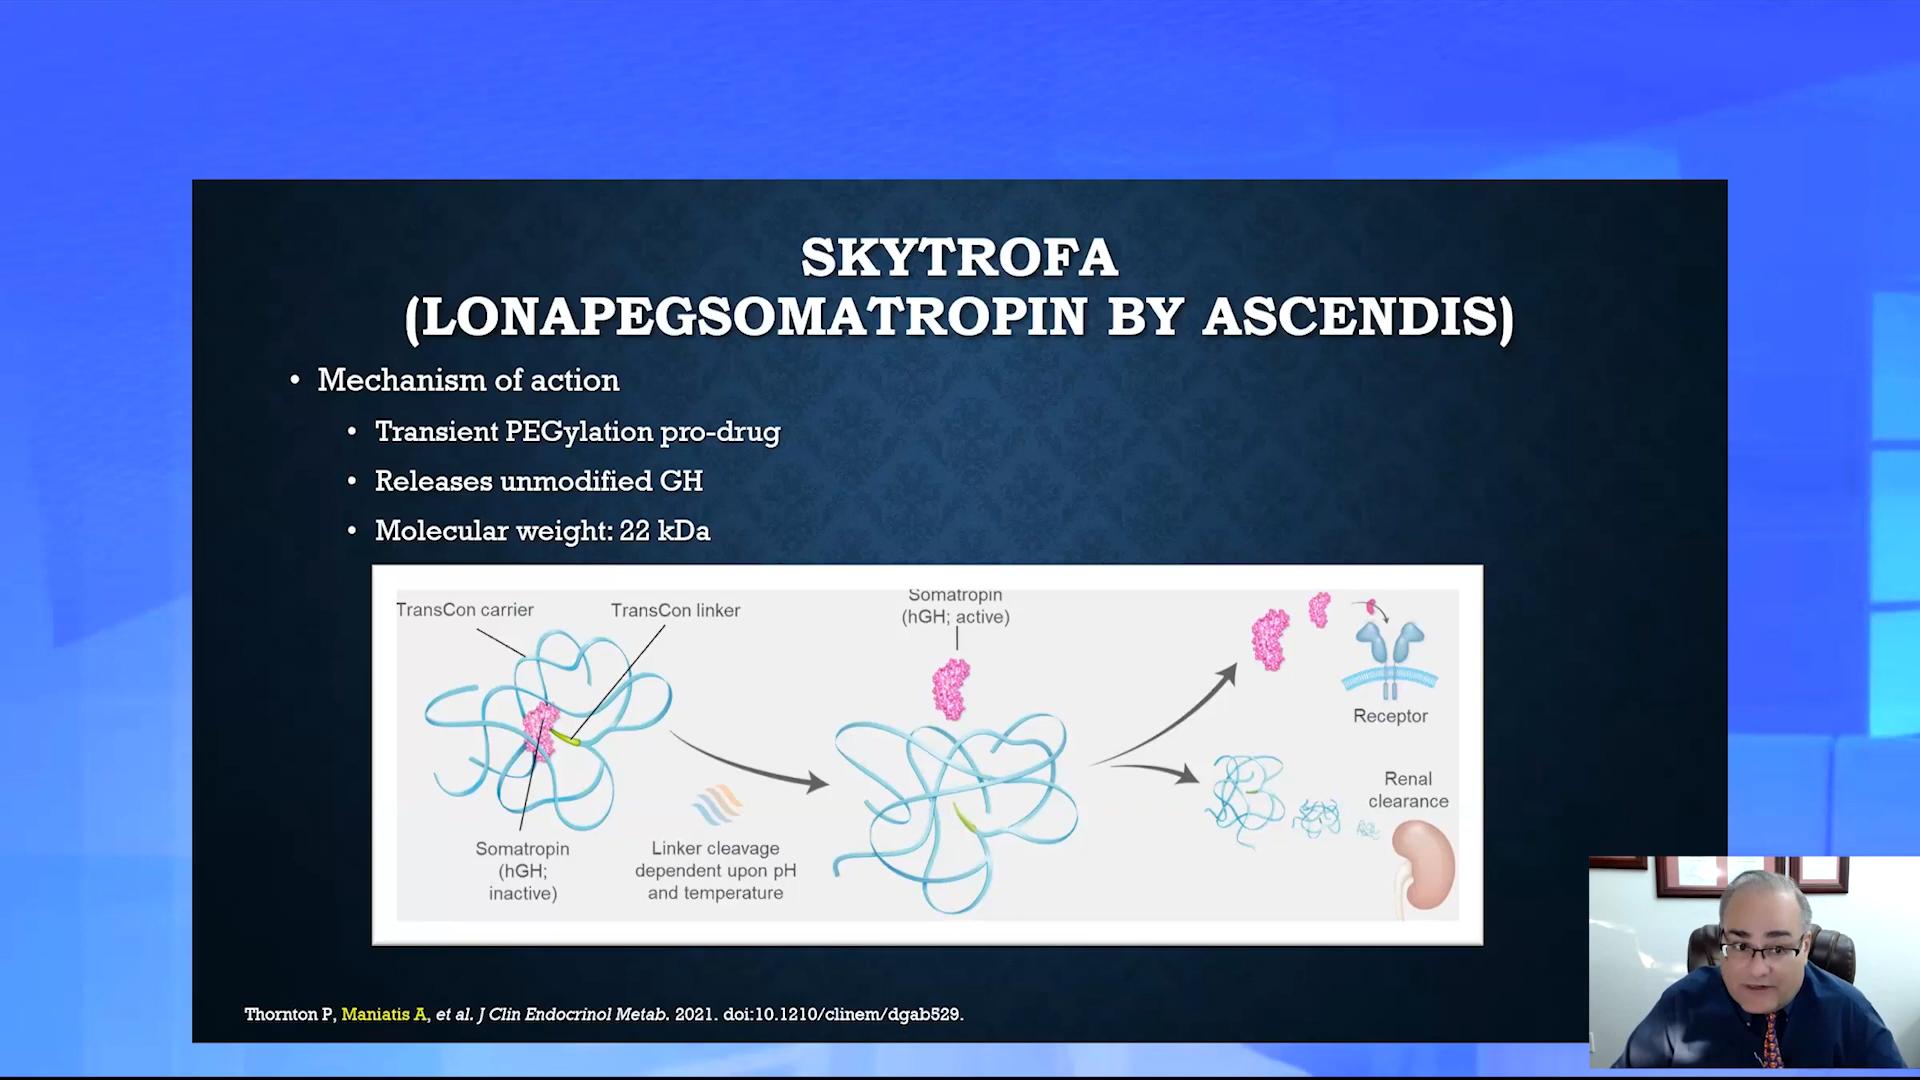 SKYTROFA
(LONAPEGSOMATROPIN BY ASCENDIS)
• Mechanism of action
• Transient PEGylation pro-drug
• Releases unmodified GH
• Molecular weight: 22 kDa
TransCon carrier
TransCon linker
Somatropin
(hGH; active)
Receptor
Renal
clearance
Somatropin
(hGH;
inactive)
Linker cleavage
dependent upon pH
and temperature
Thornton P, Maniatis A, et al. J Clin Endocrinol Metab. 2021. doi:10.1210/clinem/dgab529.